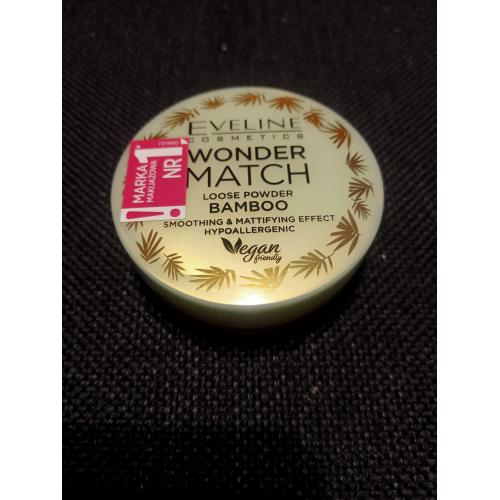 EVELINE
COSMETICS
WONDER
MATCH
LOOSE POWDER
BAMBOO
SMOOTHING & MATTIFYING EFFECT
HYPOALLERGENIC
Vegan
friendly
MARKA
MAKIJAŻOWA
NR 1